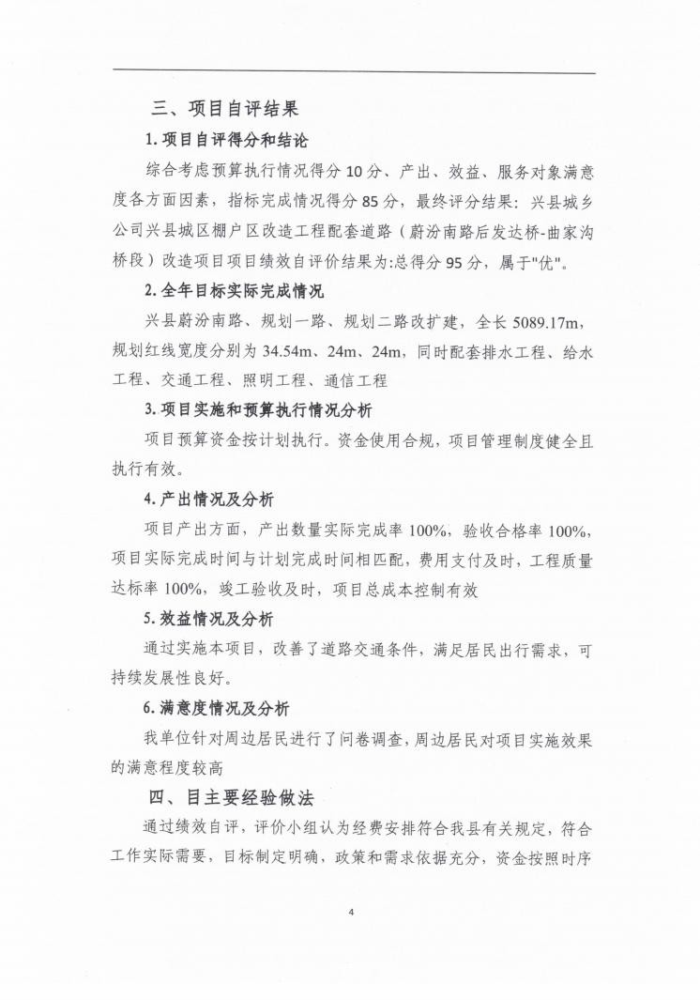 三、项目自评结果
1.项目自评得分和结论
综合考虑预算执行情况得分 10 分、产出、效益、服务对象满意
度各方面因素，指标完成情况得分 85 分，最终评分结果：兴县城乡
公司兴县城区棚户区改造工程配套道路（蔚汾南路后发达桥-曲家沟
桥段）改造项目项目绩效自评价结果为:总得分 95 分，属于"优"。
2.全年目标实际完成情况
兴县蔚汾南路、规划一路、规划二路改扩建，全长 5089.17m，
规划红线宽度分别为 34.54m、24m、24m，同时配套排水工程、给水
工程、交通工程、照明工程、通信工程
3.项目实施和预算执行情况分析
项目预算资金按计划执行。资金使用合规，项目管理制度健全且
执行有效。
4.产出情况及分析
项目产出方面，产出数量实际完成率 100%，验收合格率 100%，
项目实际完成时间与计划完成时间相匹配，费用支付及时，工程质量
达标率 100%，竣工验收及时，项目总成本控制有效
5.效益情况及分析
通过实施本项目，改善了道路交通条件，满足居民出行需求，可
持续发展性良好。
6.满意度情况及分析
我单位针对周边居民进行了问卷调查，周边居民对项目实施效果
的满意程度较高
四、目主要经验做法
通过绩效自评，评价小组认为经费安排符合我县有关规定，符合
工作实际需要，目标制定明确，政策和需求依据充分，资金按照时序
4